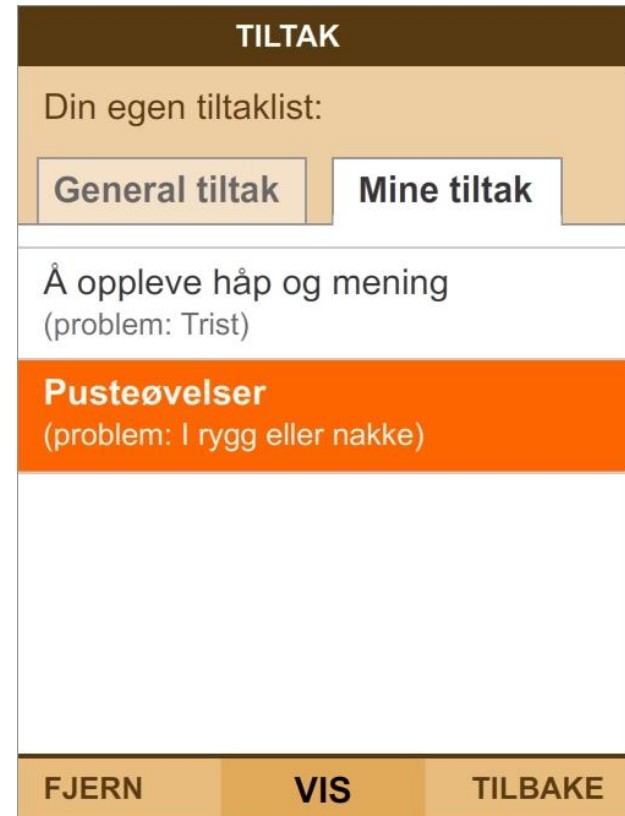 TILTAK
Din egen tiltaklist:
General tiltak Mine tiltak
Å oppleve håp og mening
(problem: Trist)
Pusteøvelser
(problem: I rygg eller nakke)
FJERN VIS TILBAKE